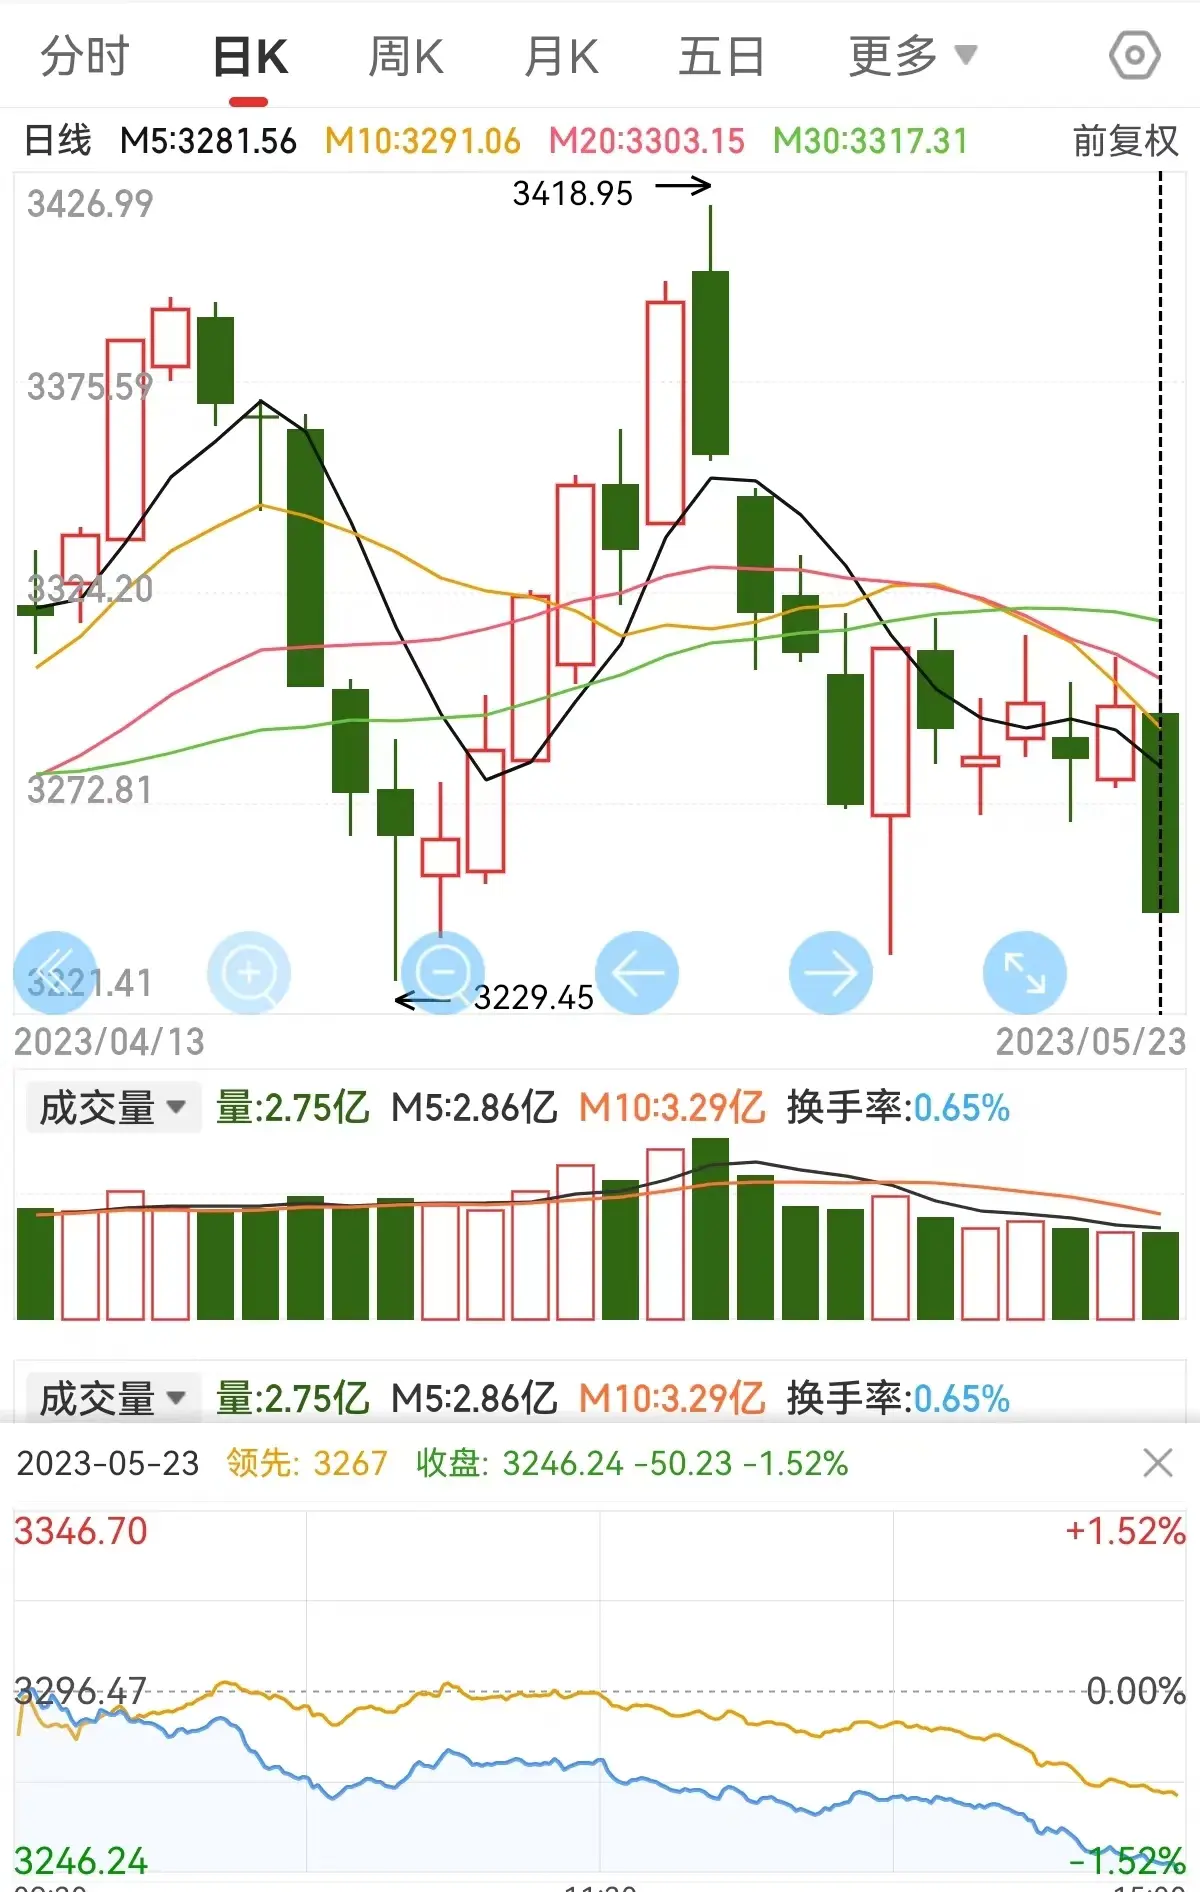 分时 日K 周K 月K 五日 更多
日线 M5:3281.56 M10:3291.06 M20:3303.15 M30:3317.31 前复权
3426.99
3418.95
3375.59
3324.20
3272.81
3221.41
3229.45
2023/04/13 2023/05/23
成交量 量:2.75亿 M5:2.86亿 M10:3.29亿 换手率:0.65%
成交量 量:2.75亿 M5:2.86亿 M10:3.29亿 换手率:0.65%
2023-05-23 领先: 3267 收盘: 3246.24 -50.23 -1.52%
3346.70 +1.52%
3296.47 0.00%
3246.24 -1.52%